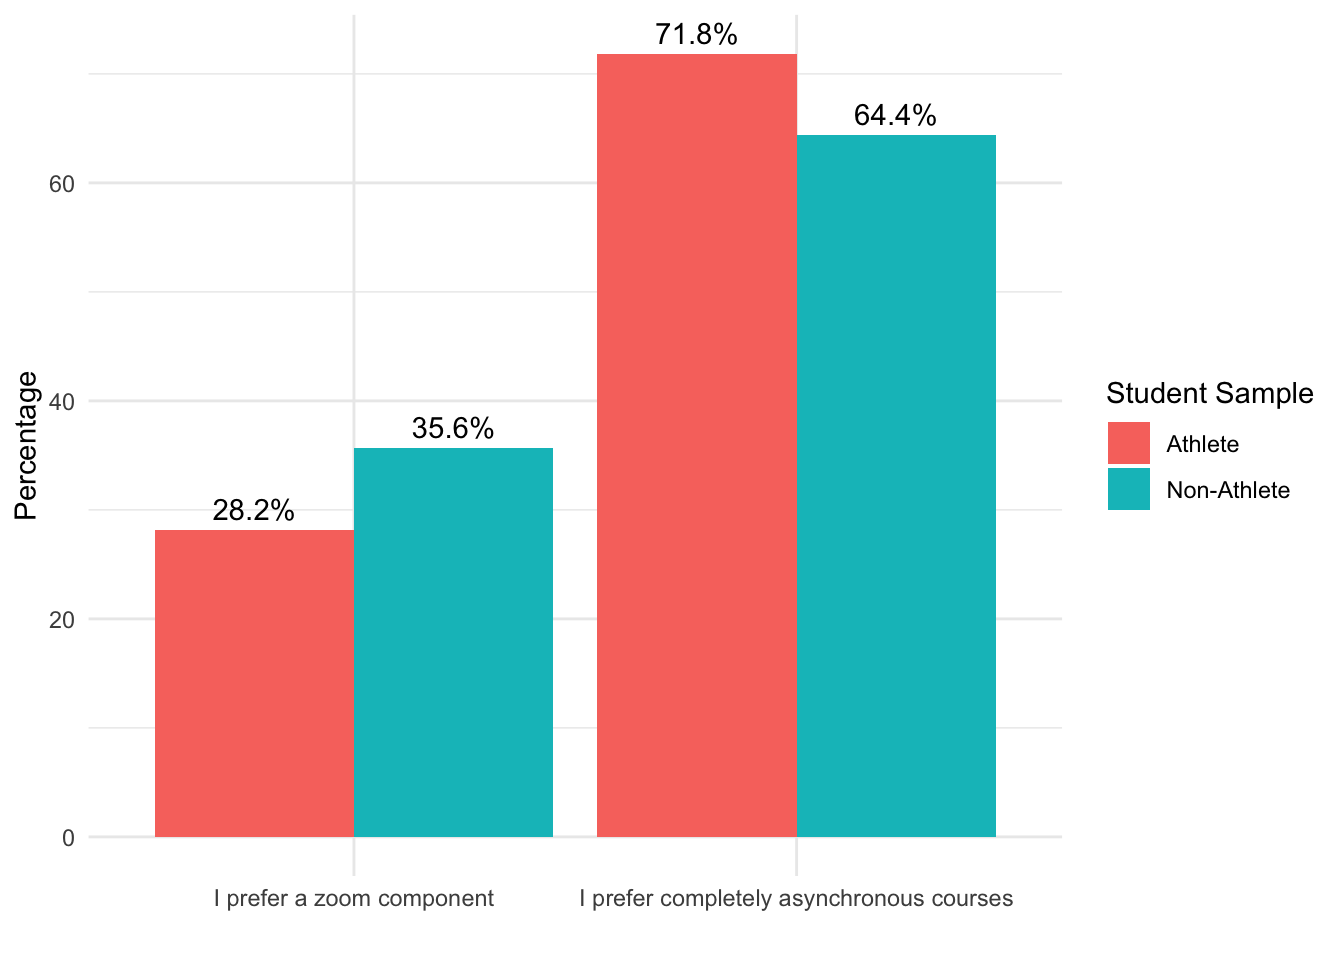 71.8%
64.4%
60
Percentage
40
35.6%
28.2%
20
0
I prefer a zoom component
I prefer completely asynchronous courses
Student Sample
Athlete
Non-Athlete